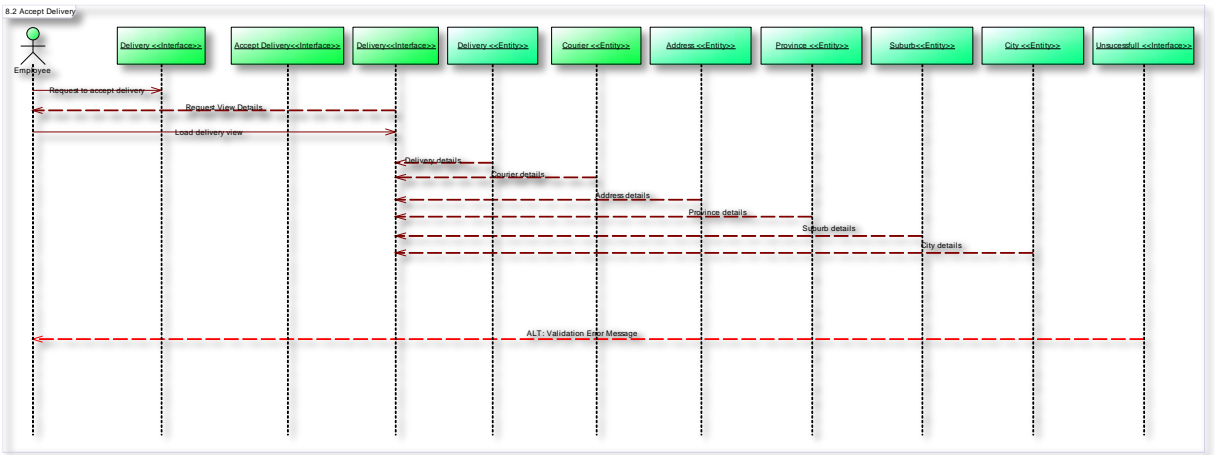 8.2 Accept Delivery
Employee
Delivery <<Interface>>
Accept Delivery<<Interface>>
Delivery<<Interface>>
Delivery <<Entity>>
Courier <<Entity>>
Address <<Entity>>
Province <<Entity>>
Suburb<<Entity>>
City <<Entity>>
Unsucessfull <<Interface>>
Request to accept delivery
Request View Details
Load delivery view
Delivery details
Courier details
Address details
Province details
Suburb details
City details
ALT: Validation Error Message